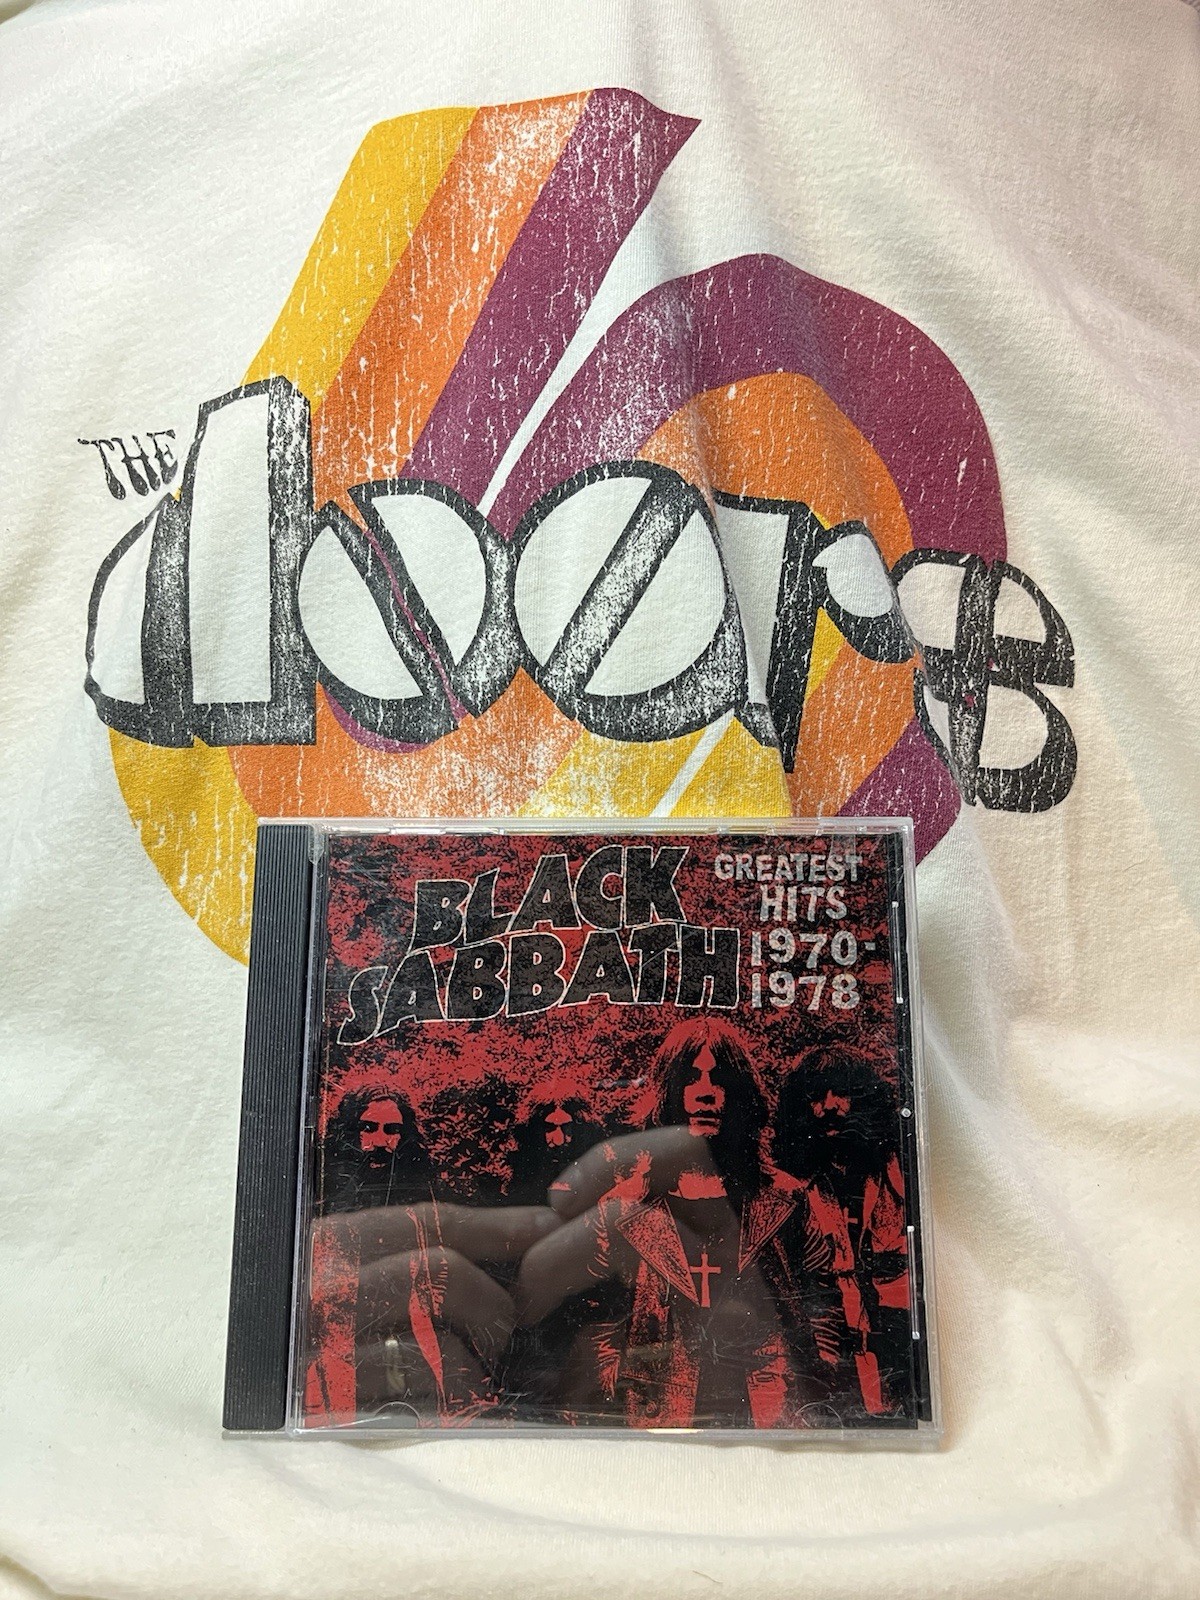 THE
doors
BLACK
SABBATH
GREATEST
HITS
1970-
1978